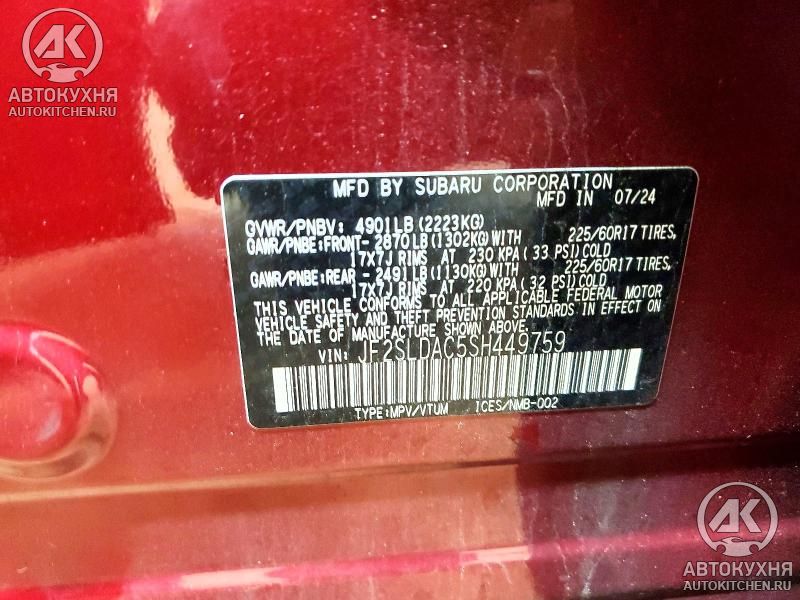 AK
АВТОКУХНЯ
AUTOKITCHEN.RU
MFD BY SUBARU CORPORATION
MFD IN 07/24
GVWR/PNBV: 4901LB (2223KG)
GAWR/PNBE:FRONT- 2870LB (1302KG) WITH 225/60R17 TIRES,
17X7J RIMS AT 230 KPA (33 PSI) COLD
GAWR/PNBE:REAR - 2491LB (1130KG) WITH 225/60R17 TIRES,
17X7J RIMS AT 220 KPA (32 PSI) COLD
THIS VEHICLE CONFORMS TO ALL APPLICABLE FEDERAL MOTOR
VEHICLE SAFETY AND THEFT PREVENTION STANDARDS IN EFFECT ON
THE DATE OF MANUFACTURE SHOWN ABOVE.
VIN: JF2SLDAC5SH449759
TYPE:MPV/VTUM ICES/NMB-002
AK
АВТОКУХНЯ
AUTOKITCHEN.RU